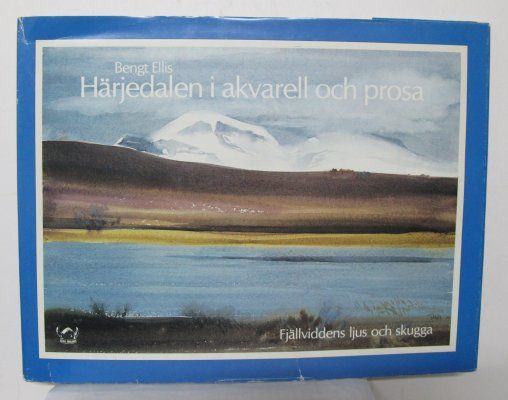 Bengt Ellis
Härjedalen i akvarell och prosa
Fjällviddens ljus och skugga